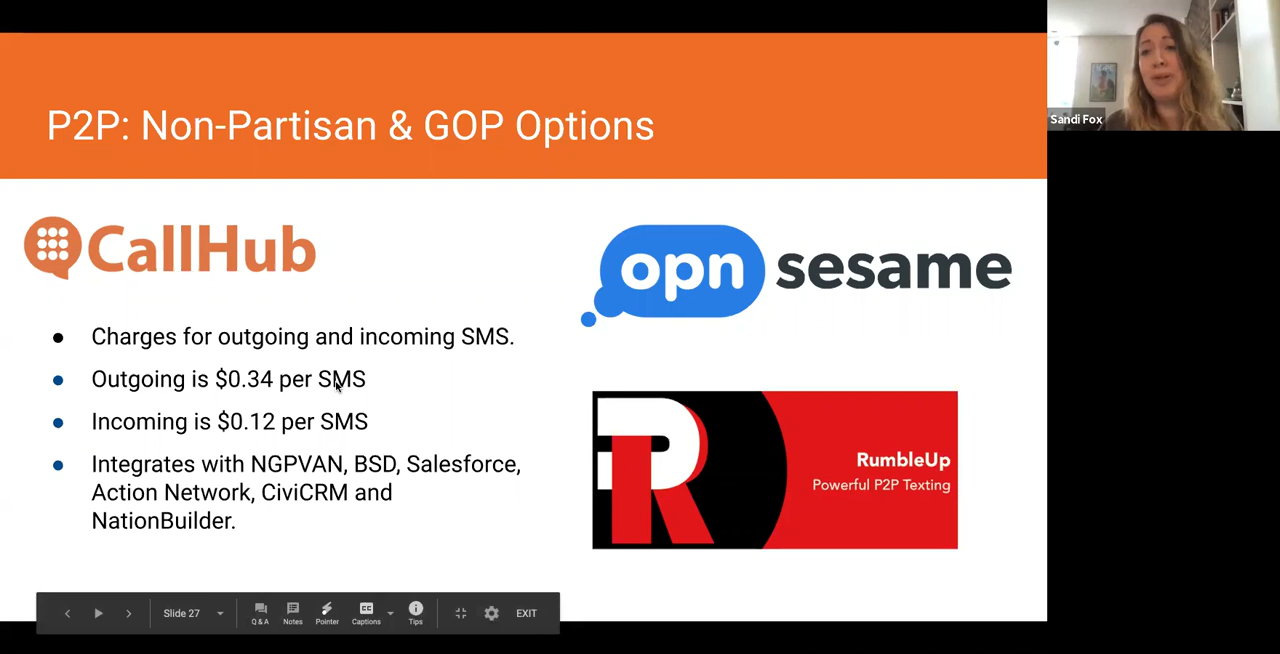 P2P: Non-Partisan & GOP Options
Sandi Fox
CallHub
opn sesame
Charges for outgoing and incoming SMS.
Outgoing is $0.34 per SMS
Incoming is $0.12 per SMS
Integrates with NGPVAN, BSD, Salesforce,
Action Network, CiviCRM and
NationBuilder.
R
RumbleUp
Powerful P2P Texting
Slide 27
Q & A
Notes
Pointer
CC
Captions
Tips
EXIT